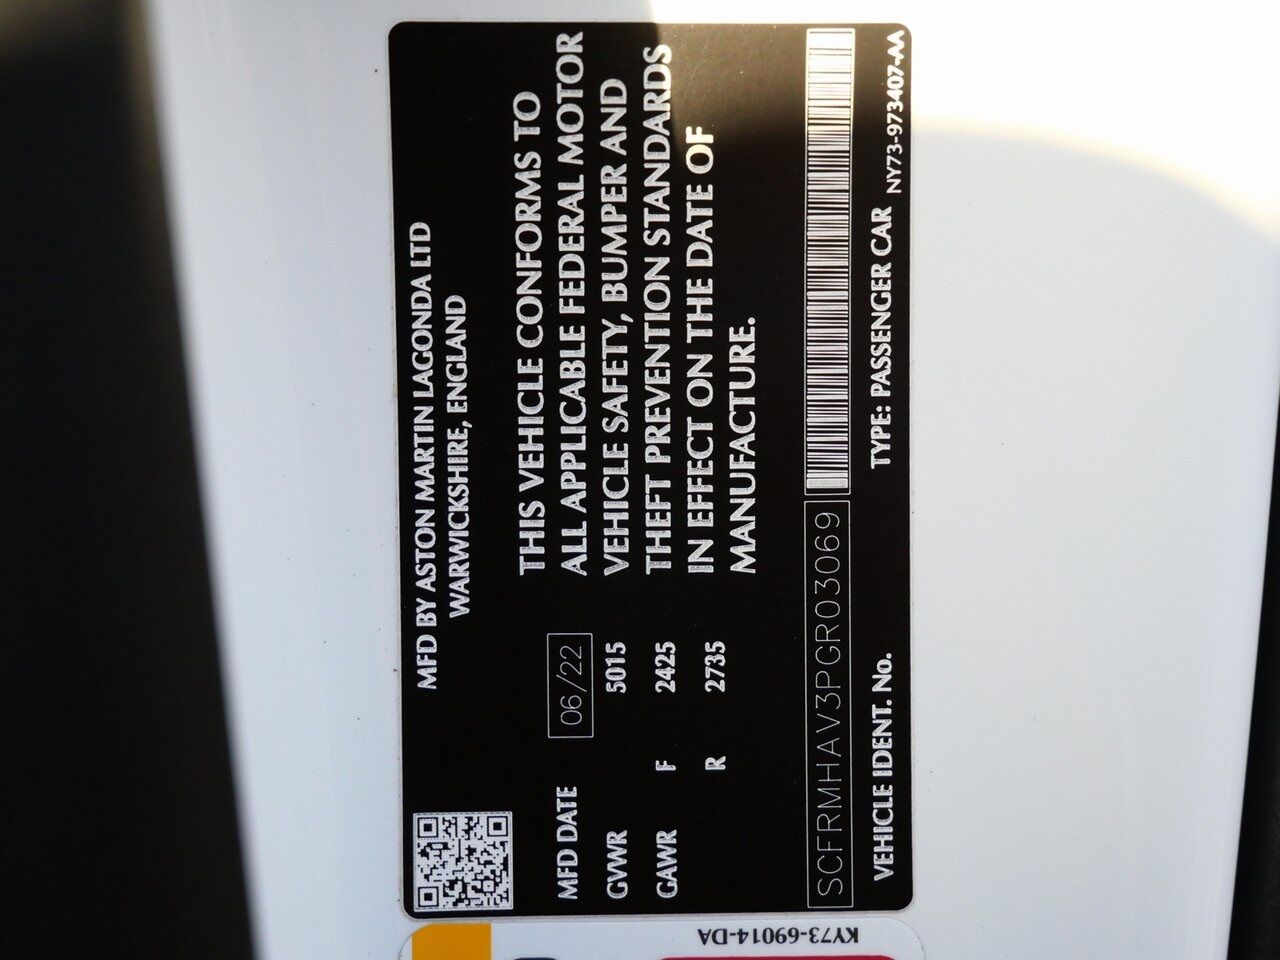 MFD BY ASTON MARTIN LAGONDA LTD
WARWICKSHIRE, ENGLAND
MFD DATE 06/22
GVWR 5015
GAWR F 2425
R 2735
THIS VEHICLE CONFORMS TO
ALL APPLICABLE FEDERAL MOTOR
VEHICLE SAFETY, BUMPER AND
THEFT PREVENTION STANDARDS
IN EFFECT ON THE DATE OF
MANUFACTURE.
SCFRMHAV3PGR03069
VEHICLE IDENT. No.
TYPE: PASSENGER CAR
NY73-973407-AA
KY73-69014-DA